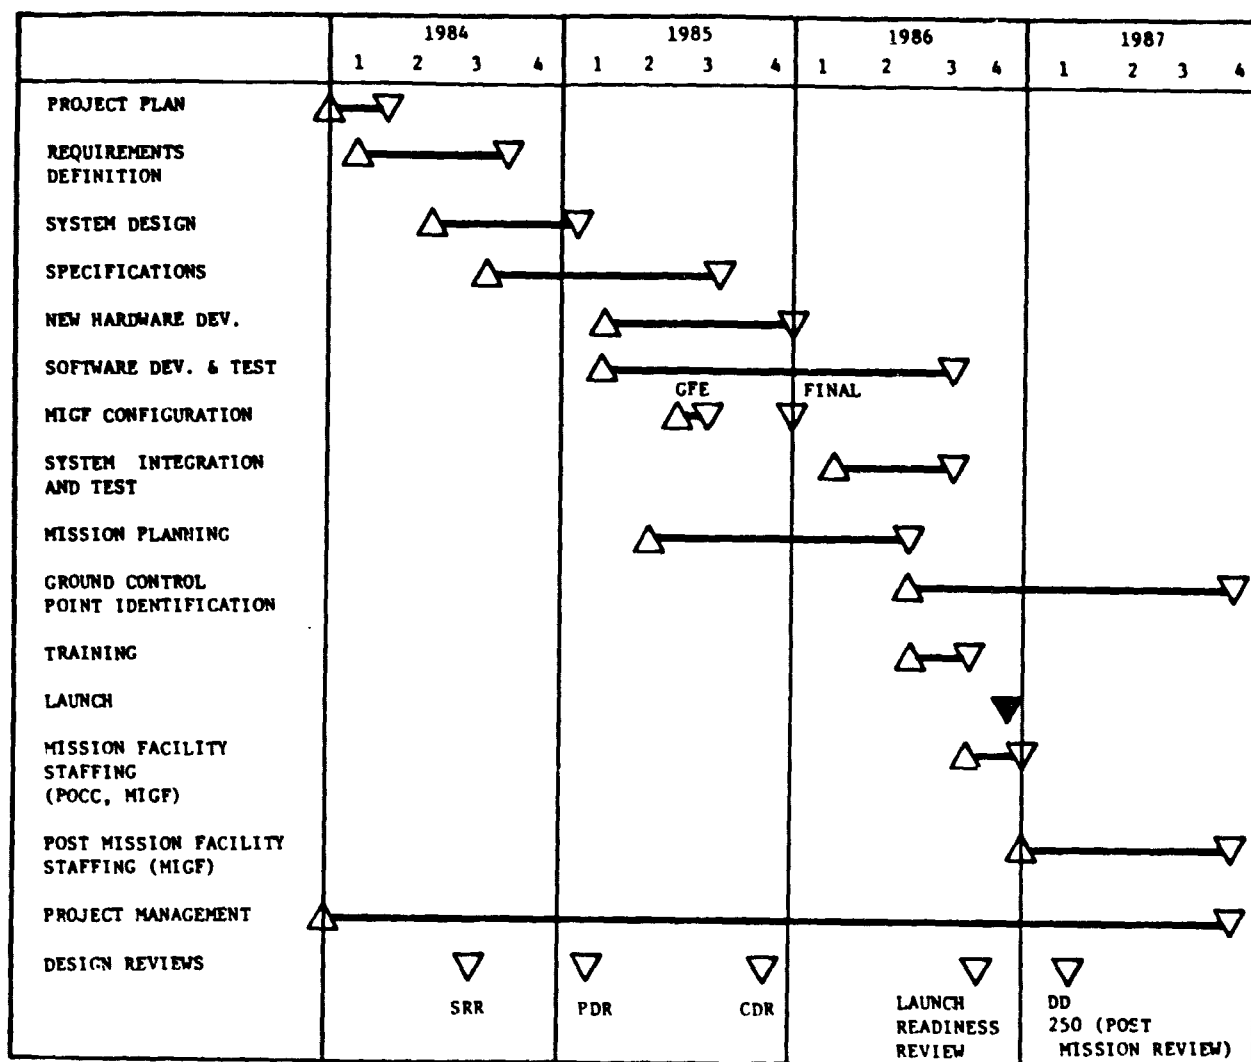 1984 1985 1986 1987
1 2 3 4 1 2 3 4 1 2 3 4 1 2 3 4
PROJECT PLAN
REQUIREMENTS
DEFINITION
SYSTEM DESIGN
SPECIFICATIONS
NEW HARDWARE DEV.
SOFTWARE DEV. & TEST
GFE FINAL
MIGF CONFIGURATION
SYSTEM INTEGRATION
AND TEST
MISSION PLANNING
GROUND CONTROL
POINT IDENTIFICATION
TRAINING
LAUNCH
MISSION FACILITY
STAFFING
(POCC, MIGF)
POST MISSION FACILITY
STAFFING (MIGF)
PROJECT MANAGEMENT
DESIGN REVIEWS
SRR PDR CDR
LAUNCH
READINESS
REVIEW
DD
250 (POST
MISSION REVIEW)